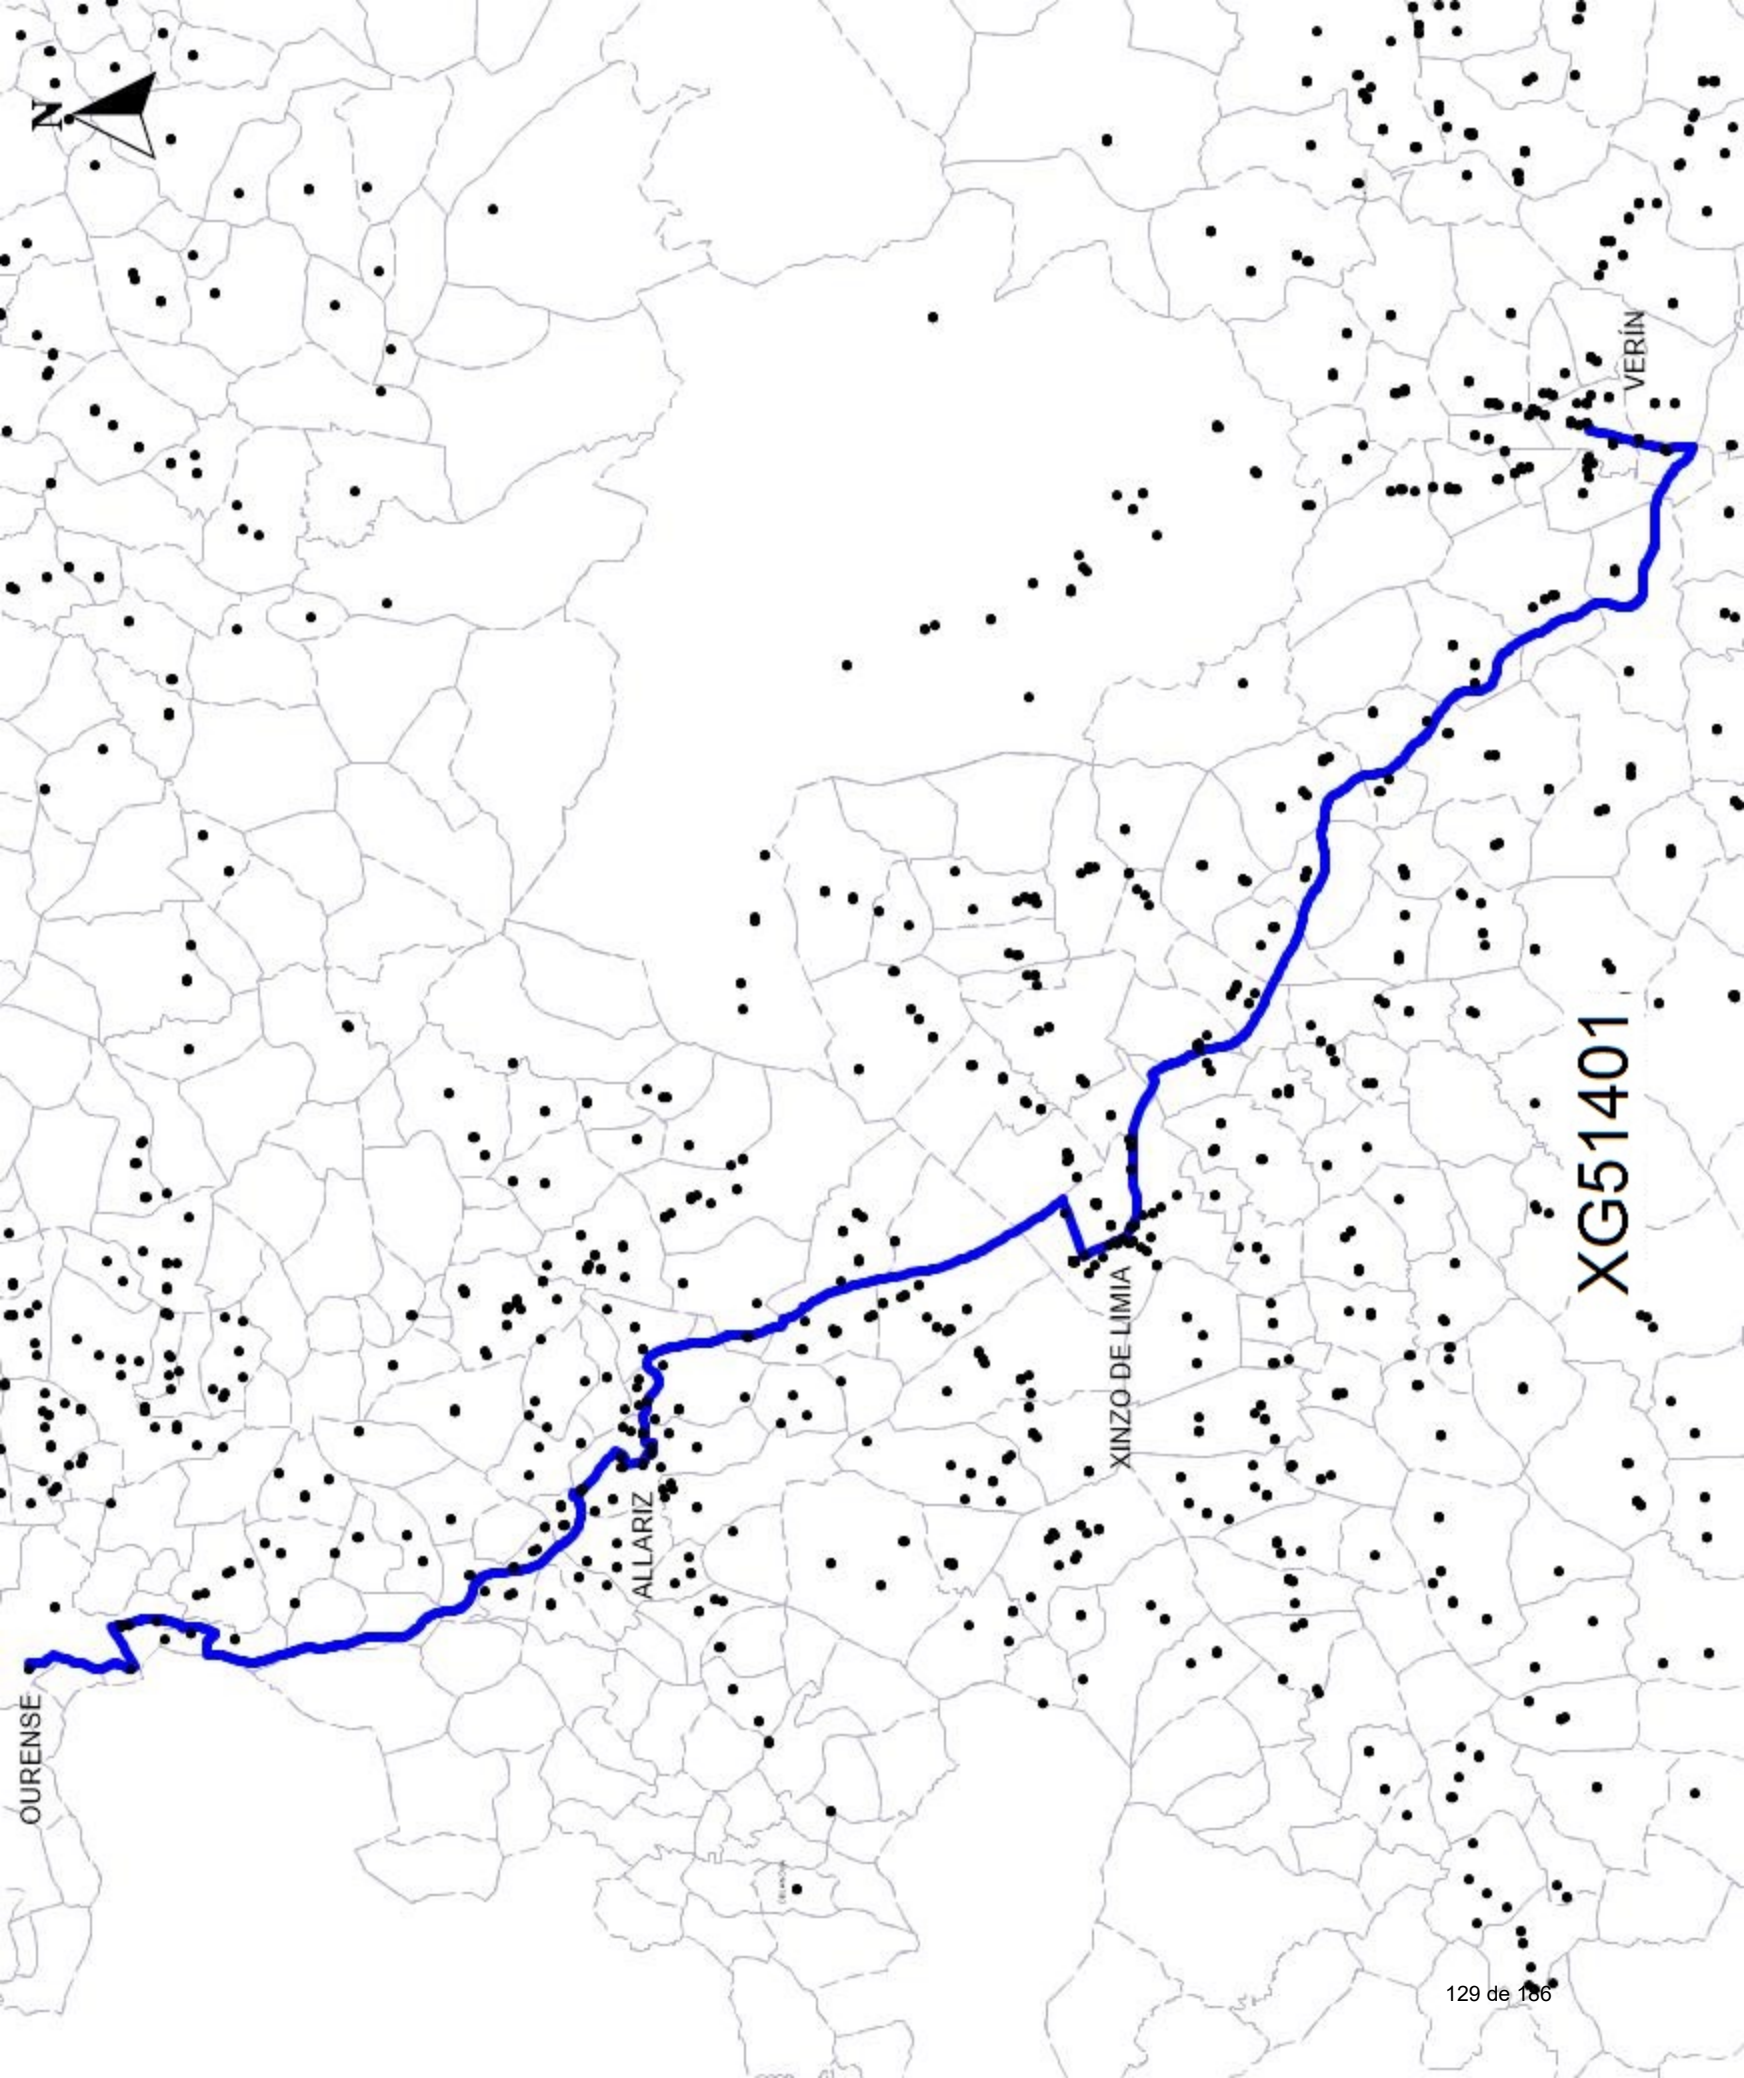 N
OURENSE
ALLARIZ
XINZO DE LIMIA
VERÍN
XG51401
129 de 186